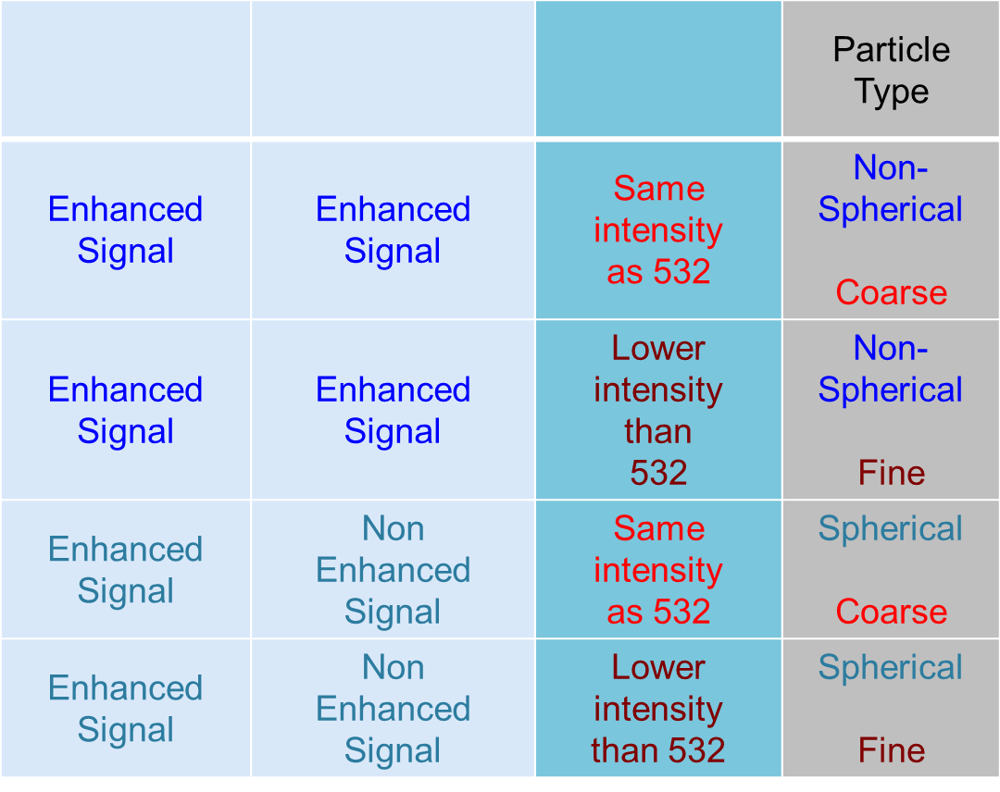 Particle
Type
Enhanced
Signal
Enhanced
Signal
Same
intensity
as 532
Non-
Spherical
Coarse
Enhanced
Signal
Enhanced
Signal
Lower
intensity
than
532
Non-
Spherical
Fine
Enhanced
Signal
Non
Enhanced
Signal
Same
intensity
as 532
Spherical
Coarse
Enhanced
Signal
Non
Enhanced
Signal
Lower
intensity
than 532
Spherical
Fine